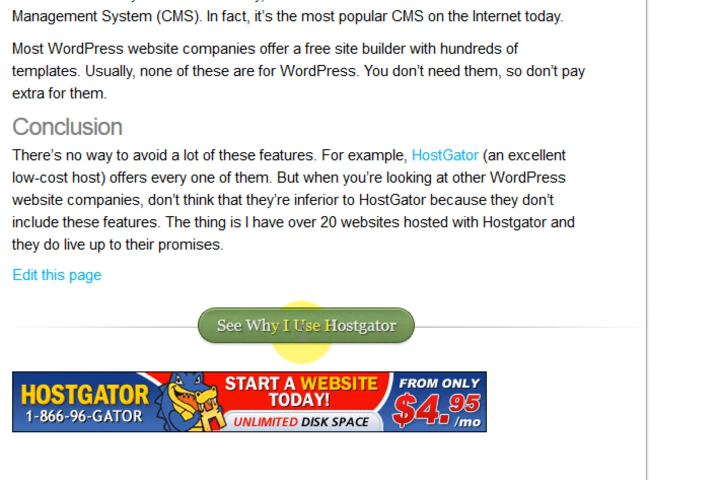 Management System (CMS). In fact, it's the most popular CMS on the Internet today.
Most WordPress website companies offer a free site builder with hundreds of
templates. Usually, none of these are for WordPress. You don't need them, so don't pay
extra for them.
Conclusion
There's no way to avoid a lot of these features. For example, HostGator (an excellent
low-cost host) offers every one of them. But when you're looking at other WordPress
website companies, don't think that they're inferior to HostGator because they don't
include these features. The thing is I have over 20 websites hosted with Hostgator and
they do live up to their promises.
Edit this page
See Why I Use Hostgator
HOSTGATOR
1-866-96-GATOR
START A WEBSITE
TODAY!
UNLIMITED DISK SPACE
FROM ONLY
$4.95
/mo